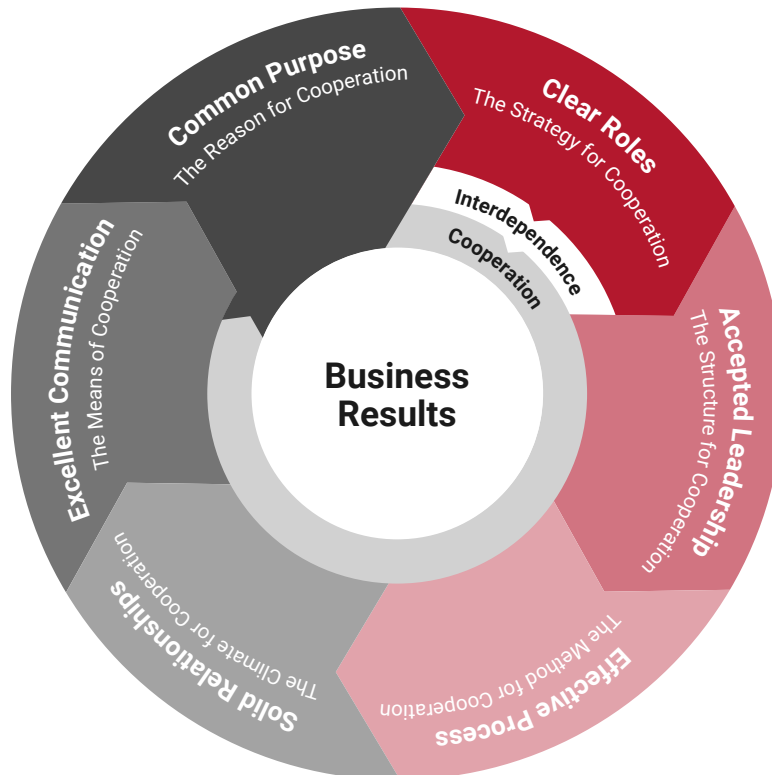 Common Purpose
The Reason for Cooperation
Clear Roles
The Strategy for Cooperation
Accepted Leadership
The Structure for Cooperation
Effective Process
The Method for Cooperation
Solid Relationships
The Climate for Cooperation
Excellent Communication
The Means of Cooperation
Interdependence
Cooperation
Business
Results